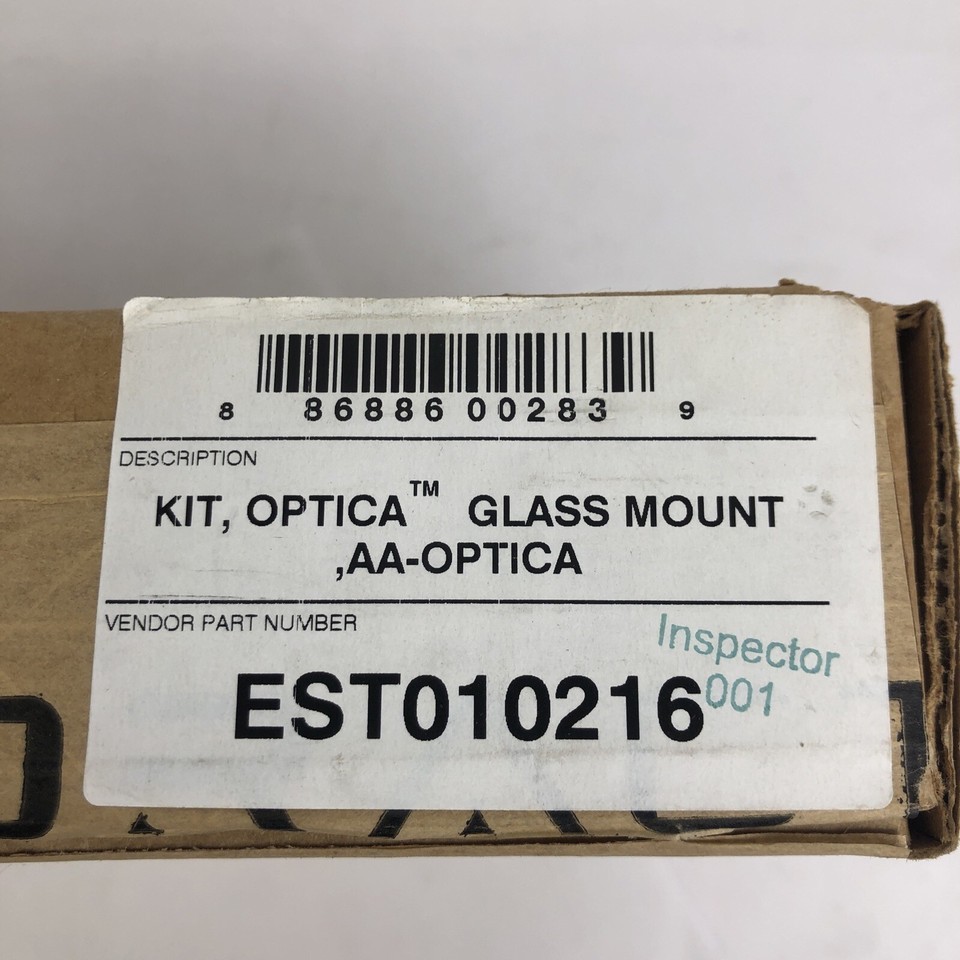 8 86886 00283 9
DESCRIPTION
KIT, OPTICA™ GLASS MOUNT
,AA-OPTICA
VENDOR PART NUMBER
EST010216
Inspector
001